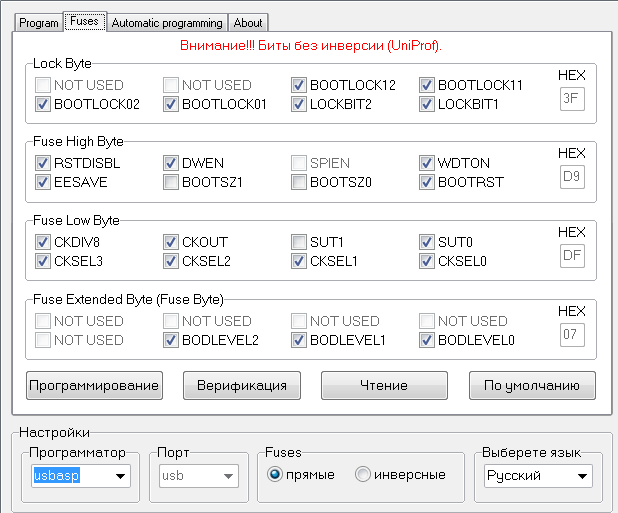 Program Fuses Automatic programming About
Внимание!!! Биты без инверсии (UniProf).
Lock Byte
NOT USED NOT USED BOOTLOCK12 BOOTLOCK11 HEX
BOOTLOCK02 BOOTLOCK01 LOCKBIT2 LOCKBIT1 3F
Fuse High Byte
RSTDISBL DWEN SPIEN WDTON HEX
EESAVE BOOTSZ1 BOOTSZ0 BOOTRST D9
Fuse Low Byte
CKDIV8 CKOUT SUT1 SUT0 HEX
CKSEL3 CKSEL2 CKSEL1 CKSEL0 DF
Fuse Extended Byte (Fuse Byte)
NOT USED NOT USED NOT USED NOT USED HEX
NOT USED BODLEVEL2 BODLEVEL1 BODLEVEL0 07
Программирование Верификация Чтение По умолчанию
Настройки
Программатор Порт Fuses Выберете язык
usbasp usb прямые инверсные Русский